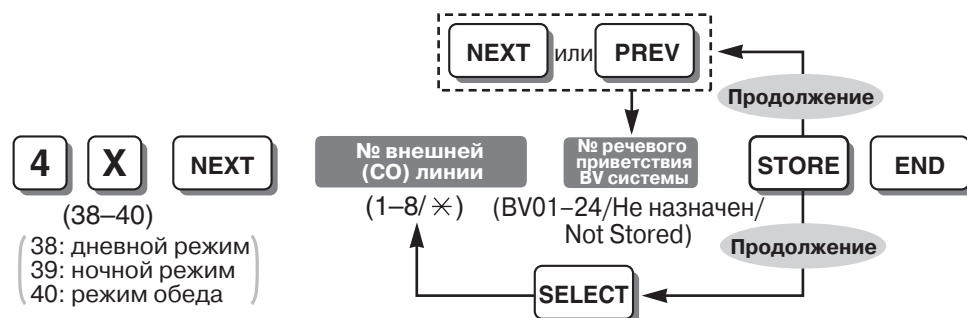 NEXT или PREV
Продолжение
4 X NEXT
№ внешней
(CO) линии
№ речевого
приветствия
BV системы
STORE END
(38–40)
(1–8/ ✳)
(BV01–24/Не назначен/
Not Stored)
38: дневной режим
39: ночной режим
40: режим обеда
Продолжение
SELECT